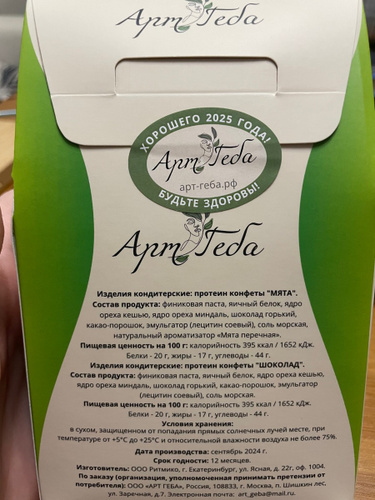 Арт Геба
ХОРОШЕГО 2025 ГОДА!
Арт Геба
арт-геба.рф
БУДЬТЕ ЗДОРОВЫ!
Арт Геба
Изделия кондитерские: протеин конфеты "МЯТА".
Состав продукта: финиковая паста, яичный белок, ядро
ореха кешью, ядро ореха миндаль, шоколад горький,
какао-порошок, эмульгатор (лецитин соевый), соль морская,
натуральный ароматизатор «Мята перечная».
Пищевая ценность на 100 г: калорийность 395 ккал / 1652 кДж.
Белки - 20 г, жиры - 17 г, углеводы - 44 г.
Изделия кондитерские: протеин конфеты "ШОКОЛАД".
Состав продукта: финиковая паста, яичный белок, ядро ореха кешью,
ядро ореха миндаль, шоколад горький, какао-порошок, эмульгатор
(лецитин соевый), соль морская.
Пищевая ценность на 100 г: калорийность 395 ккал / 1652 кДж.
Белки - 20 г, жиры - 17 г, углеводы - 44 г.
Условия хранения:
в сухом, защищенном от попадания прямых солнечных лучей месте, при
температуре от +5°С до +25°С и относительной влажности воздуха не более 75%.
Дата производства: сентябрь 2024 г.
Срок годности: 12 месяцев.
Изготовитель: ООО Ритмико, г. Екатеринбург, ул. Ясная, д. 22г, оф. 1004.
По заказу (организация, уполномоченная принимать претензии от
потребителя): ООО «АРТ ГЕБА», Россия, 108833, г. Москва, п. Шишкин лес,
ул. Заречная, д.7. Электронная почта: art_geba@mail.ru.